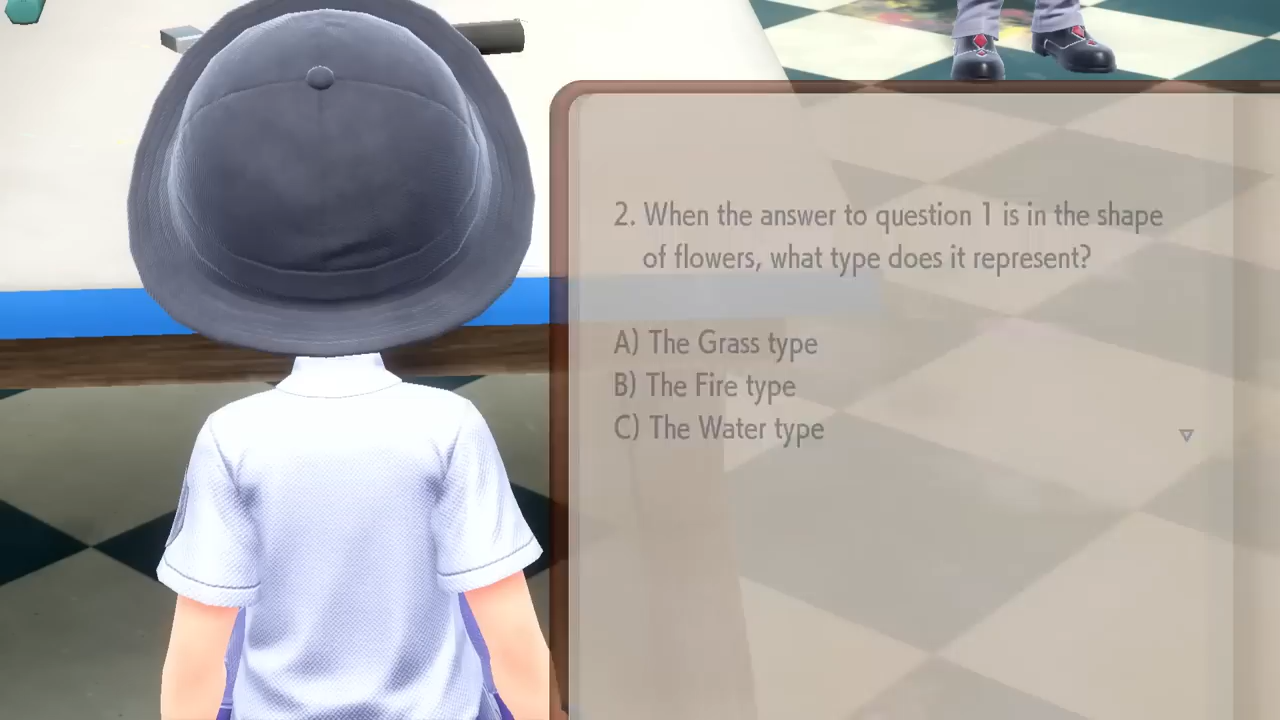 2. When the answer to question 1 is in the shape
of flowers, what type does it represent?
A) The Grass type
B) The Fire type
C) The Water type